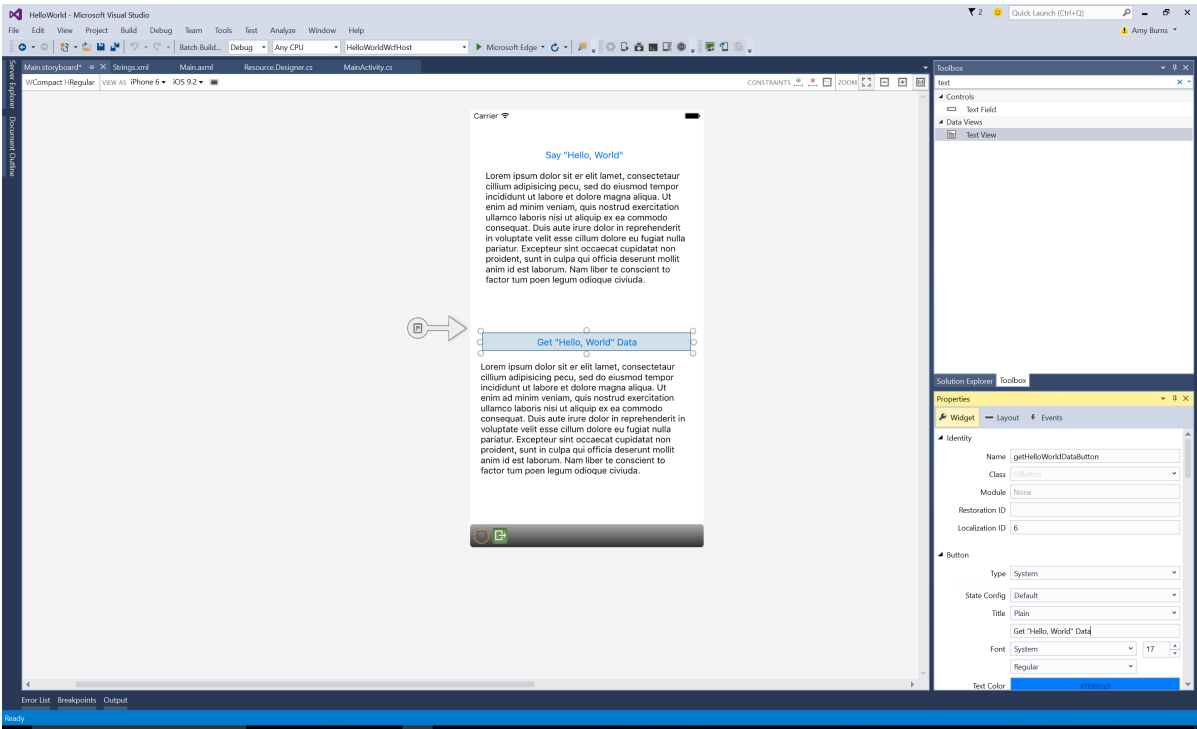 HelloWorld - Microsoft Visual Studio
2
Quick Launch (Ctrl+Q)
File Edit View Project Build Debug Team Tools Test Analyze Window Help
Amy Burns
Batch Build... Debug Any CPU HelloWorldWcfHost Microsoft Edge
Server Explorer
Document Outline
Main.storyboard* Strings.xml Main.axml Resource.Designer.cs MainActivity.cs
WCompact HRegular VIEW AS iPhone 6 iOS 9.2 CONSTRAINTS ZOOM
Carrier
Say "Hello, World"
Lorem ipsum dolor sit er elit lamet, consectetaur
cillium adipisicing pecu, sed do eiusmod tempor
incididunt ut labore et dolore magna aliqua. Ut
enim ad minim veniam, quis nostrud exercitation
ullamco laboris nisi ut aliquip ex ea commodo
consequat. Duis aute irure dolor in reprehenderit
in voluptate velit esse cillum dolore eu fugiat nulla
pariatur. Excepteur sint occaecat cupidatat non
proident, sunt in culpa qui officia deserunt mollit
anim id est laborum. Nam liber te conscient to
factor tum poen legum odioque civiuda.
Get "Hello, World" Data
Lorem ipsum dolor sit er elit lamet, consectetaur
cillium adipisicing pecu, sed do eiusmod tempor
incididunt ut labore et dolore magna aliqua. Ut
enim ad minim veniam, quis nostrud exercitation
ullamco laboris nisi ut aliquip ex ea commodo
consequat. Duis aute irure dolor in reprehenderit in
voluptate velit esse cillum dolore eu fugiat nulla
pariatur. Excepteur sint occaecat cupidatat non
proident, sunt in culpa qui officia deserunt mollit
anim id est laborum. Nam liber te conscient to
factor tum poen legum odioque civiuda.
Toolbox
text
Controls
Text Field
Data Views
Text View
Solution Explorer Toolbox
Properties
Widget Layout Events
Identity
Name getHelloWorldDataButton
Class UIButton
Module None
Restoration ID
Localization ID 6
Button
Type System
State Config Default
Title Plain
Get "Hello, World" Data
Font System 17
Regular
Text Color
Error List Breakpoints Output
Ready